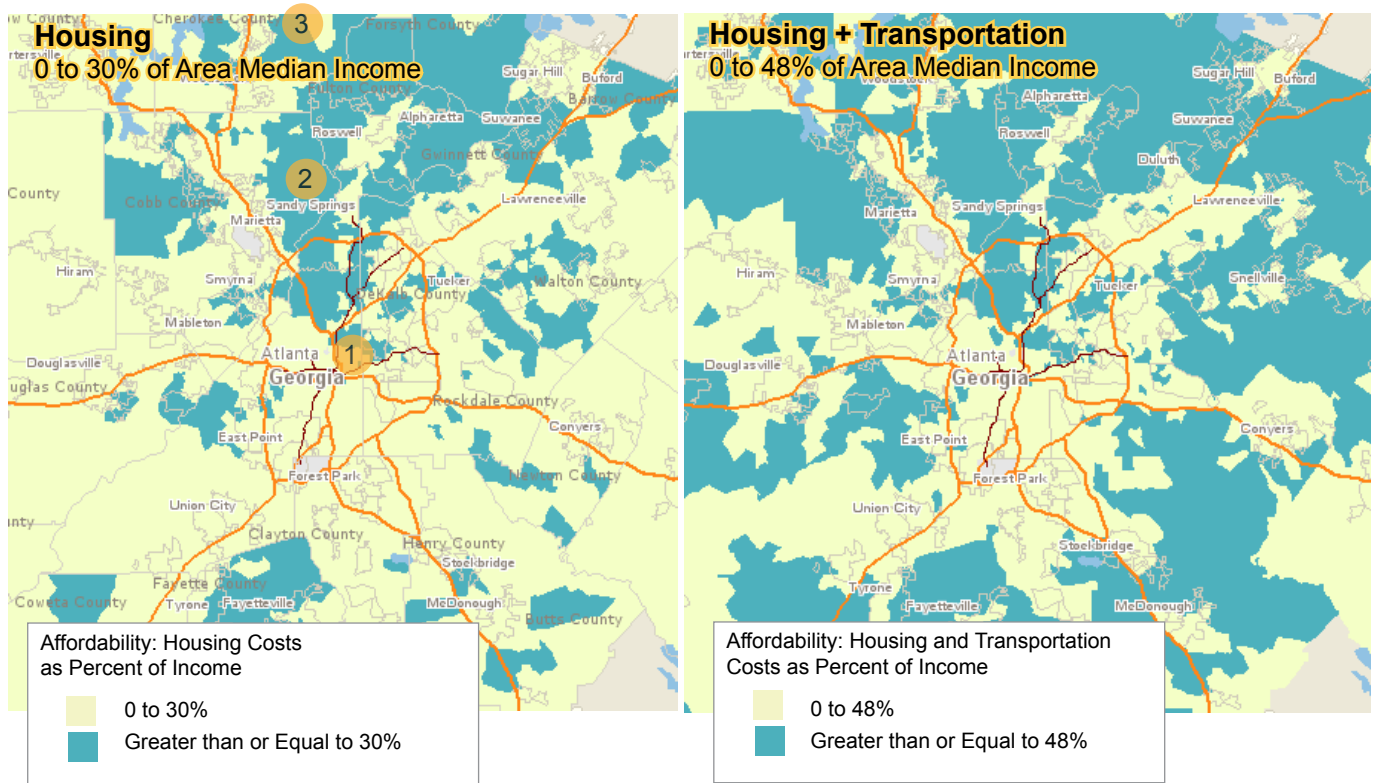 Cherokee County
3
Forsyth County
Housing
0 to 30% of Area Median Income
Sugar Hill
Buford
Fulton County
Barrow County
Alpharetta
Suwanee
Roswell
Gwinnett County
County
2
Cobb County
Sandy Springs
Lawrenceville
Marietta
Hiram
Smyrna
Tucker
Walton County
DeKalb County
Mableton
Atlanta
1
Douglasville
Georgia
uglas County
Rockdale County
East Point
Conyers
Forest Park
Newton County
Union City
unty
Clayton County
Henry County
Stockbridge
Fayette County
Coweta County
Tyrone
Fayetteville
McDonough
Butts County
Affordability: Housing Costs
as Percent of Income
0 to 30%
Greater than or Equal to 30%
Housing + Transportation
0 to 48% of Area Median Income
rtersville
Woodstock
Sugar Hill
Buford
Alpharetta
Suwanee
Roswell
Duluth
Sandy Springs
Lawrenceville
Marietta
Hiram
Smyrna
Snellville
Tucker
Mableton
Atlanta
Douglasville
Georgia
East Point
Conyers
Forest Park
Union City
Stockbridge
Tyrone
Fayetteville
McDonough
Affordability: Housing and Transportation
Costs as Percent of Income
0 to 48%
Greater than or Equal to 48%